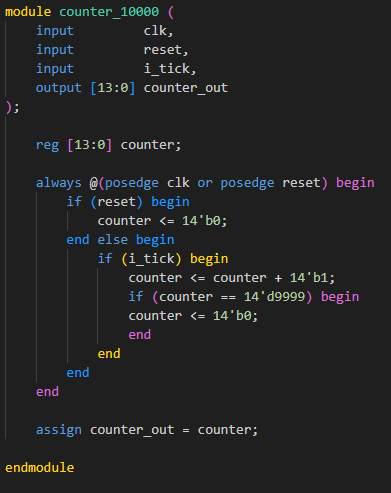 module counter_10000 (
    input         clk,
    input         reset,
    input         i_tick,
    output [13:0] counter_out
);

    reg [13:0] counter;

    always @(posedge clk or posedge reset) begin
        if (reset) begin
            counter <= 14'b0;
        end else begin
            if (i_tick) begin
                counter <= counter + 14'b1;
                if (counter == 14'd9999) begin
                counter <= 14'b0;
                end
            end
        end
    end

    assign counter_out = counter;

endmodule